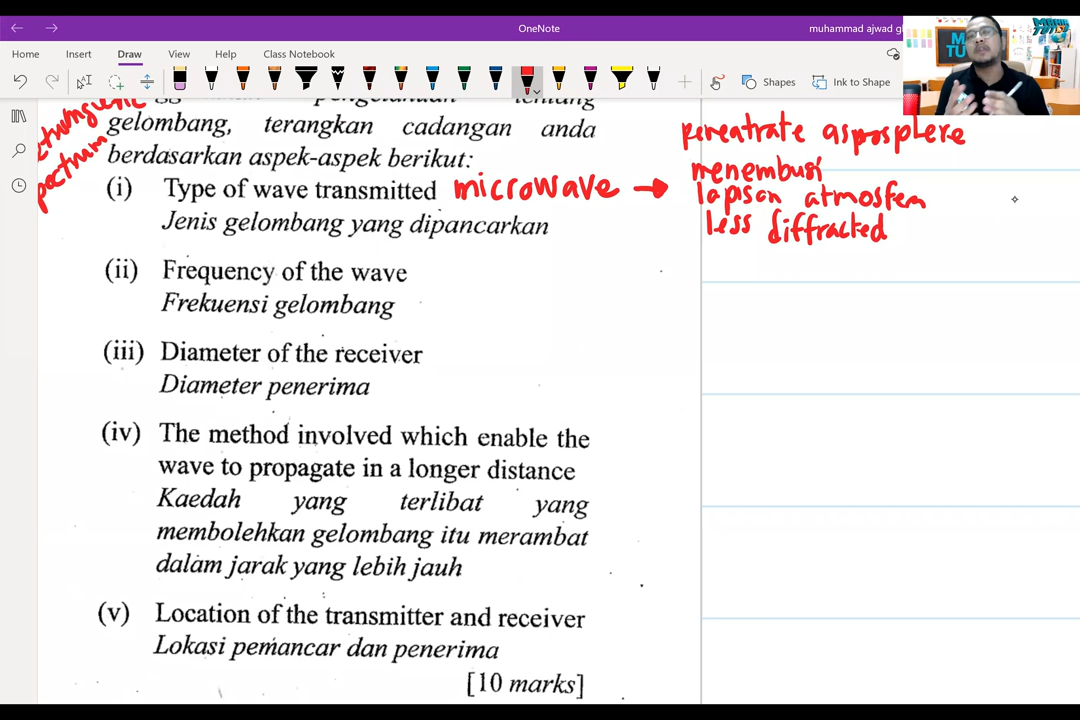 OneNote
muhammad ajwad
Home Insert Draw View Help Class Notebook
Shapes Ink to Shape
tentang
gelombang, terangkan cadangan anda
berdasarkan aspek-aspek berikut:
(i) Type of wave transmitted microwave →
Jenis gelombang yang dipancarkan
(ii) Frequency of the wave
Frekuensi gelombang
(iii) Diameter of the receiver
Diameter penerima
(iv) The method involved which enable the
wave to propagate in a longer distance
Kaedah yang terlibat yang
membolehkan gelombang itu merambat
dalam jarak yang lebih jauh
(v) Location of the transmitter and receiver
Lokasi pemancar dan penerima
[10 marks]
peneatrate asposphere
menembusi
lapisan atmosfera
less diffracted